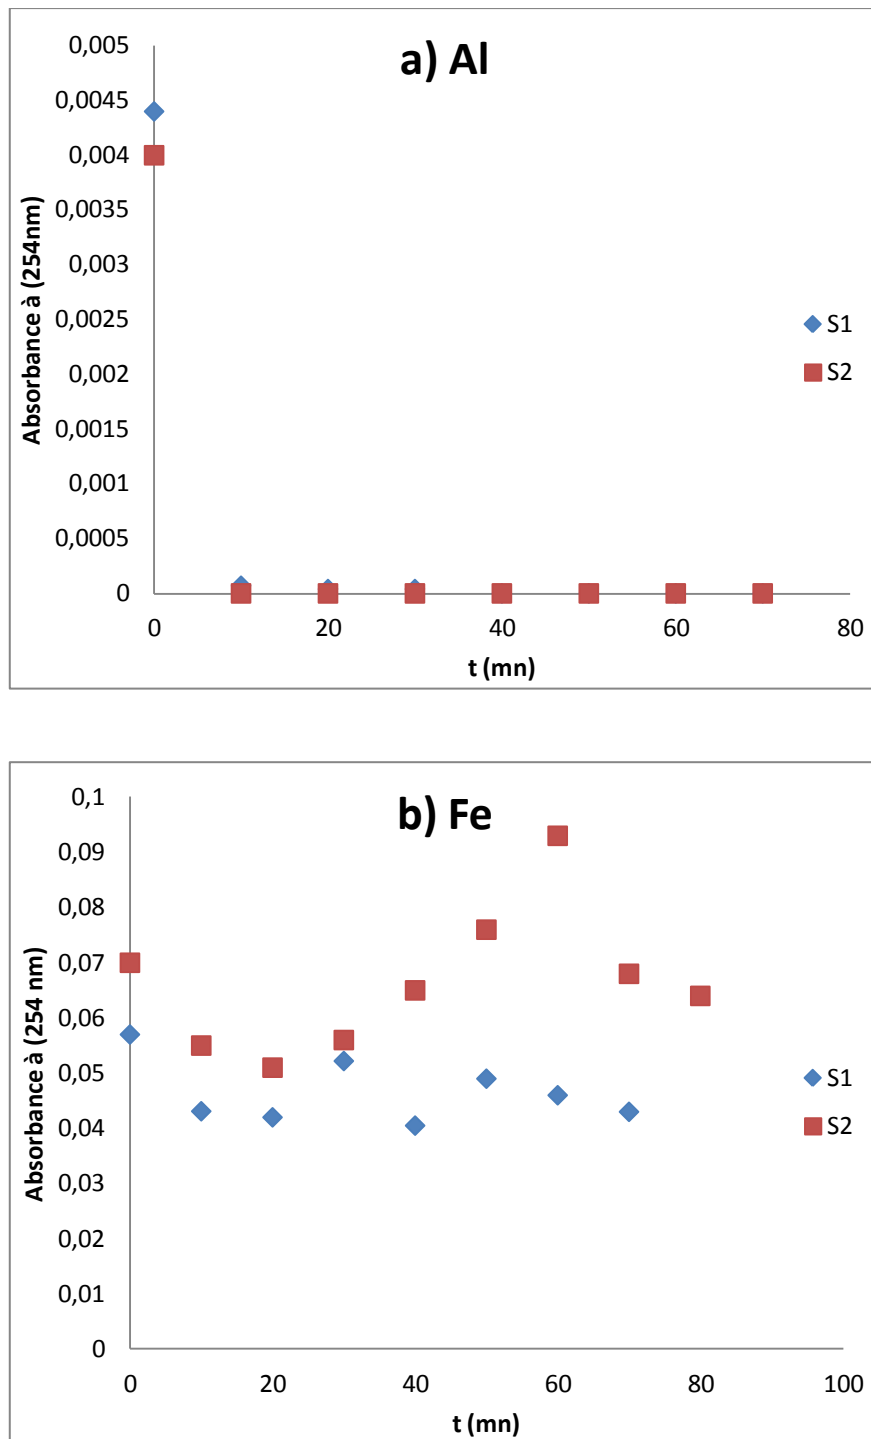 a) Al
0,005
0,0045
0,004
0,0035
0,003
0,0025
0,002
0,0015
0,001
0,0005
0
Absorbance à (254nm)
0 20 40 60 80
t (mn)
S1
S2
b) Fe
0,1
0,09
0,08
0,07
0,06
0,05
0,04
0,03
0,02
0,01
0
Absorbance à (254 nm)
0 20 40 60 80 100
t (mn)
S1
S2